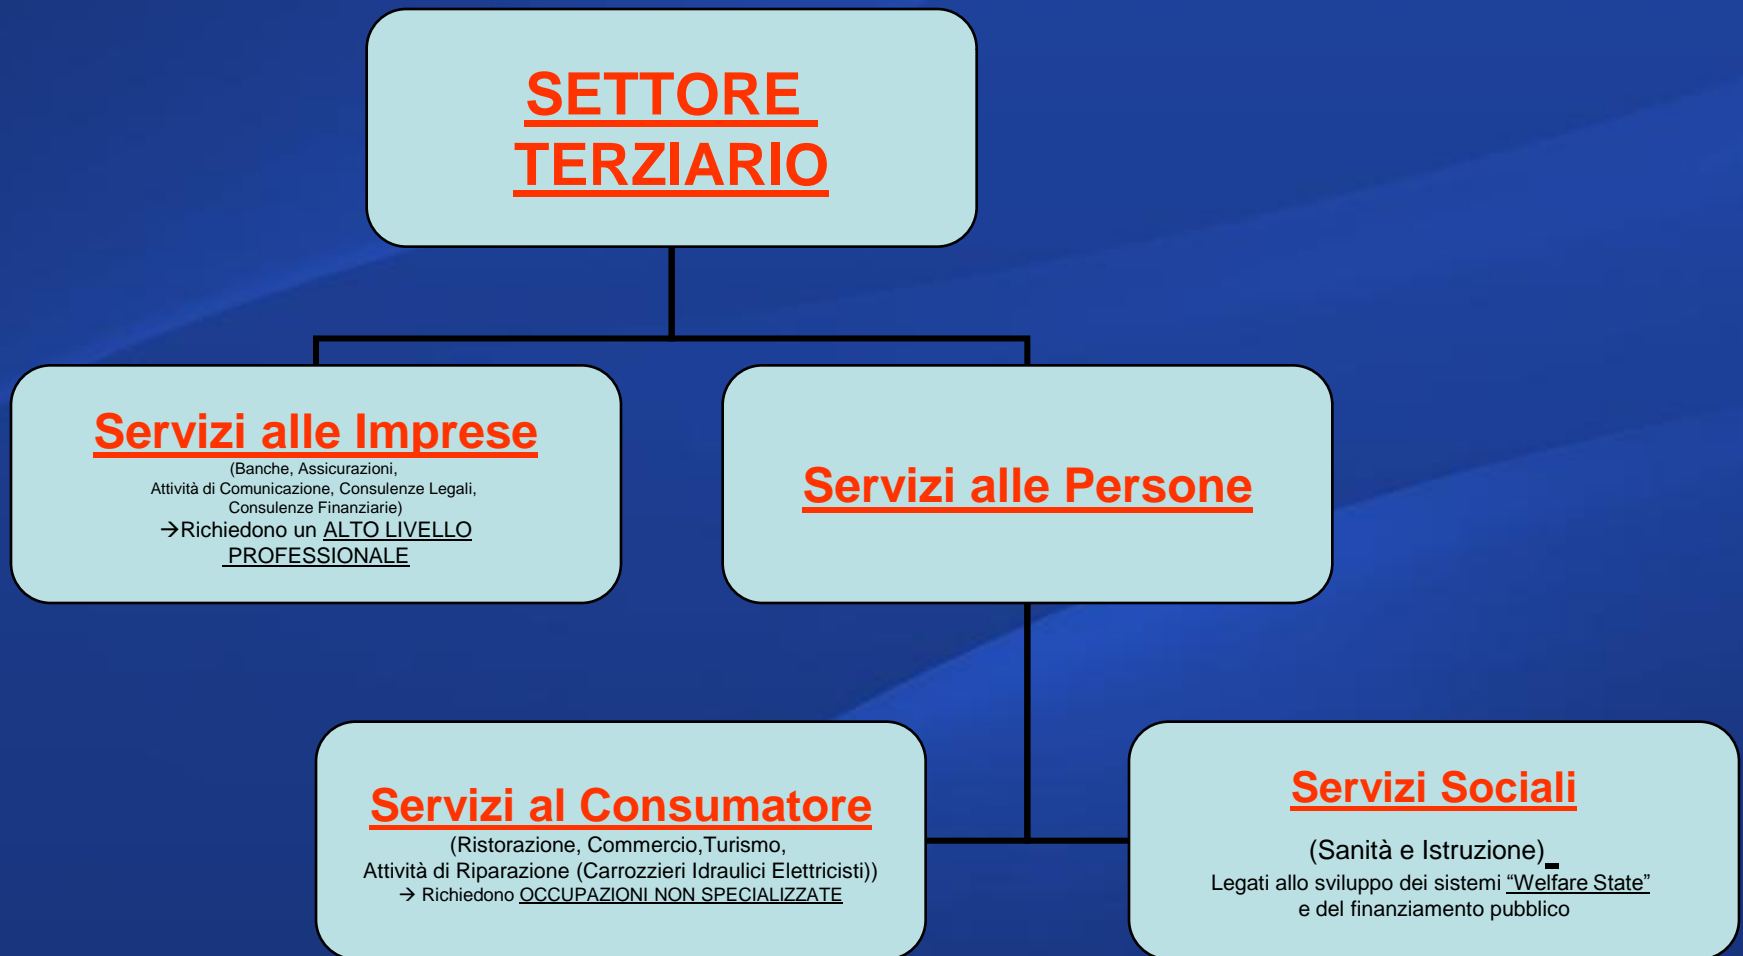 SETTORE
TERZIARIO
Servizi alle Imprese
(Banche, Assicurazioni,
Attività di Comunicazione, Consulenze Legali,
Consulenze Finanziarie)
→Richiedono un ALTO LIVELLO
PROFESSIONALE
Servizi alle Persone
Servizi al Consumatore
(Ristorazione, Commercio,Turismo,
Attività di Riparazione (Carrozzieri Idraulici Elettricisti))
→ Richiedono OCCUPAZIONI NON SPECIALIZZATE
Servizi Sociali
(Sanità e Istruzione)
Legati allo sviluppo dei sistemi “Welfare State”
e del finanziamento pubblico